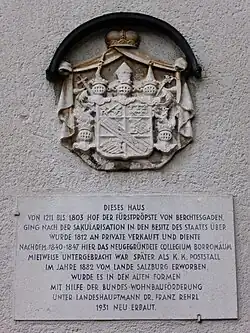 DIESES HAUS
VON 1211 BIS 1803 HOF DER FÜRSTPRÖPSTE VON BERCHTESGADEN,
GING NACH DER SÄKULARISATION IN DEN BESITZ DES STAATES ÜBER
WURDE 1812 AN PRIVATE VERKAUFT UND DIENTE
NACHDEM 1840-1847 HIER DAS NEUGEGRÜNDETE COLLEGIUM BORROMÄUM
MIETWEISE UNTERGEBRACHT WAR SPÄTER ALS K. K. POSTSTALL
IM JAHRE 1882 VOM LANDE SALZBURG ERWORBEN,
WURDE ES IN DEN ALTEN FORMEN
MIT HILFE DER BUNDES-WOHNBAUFÖRDERUNG
UNTER LANDESHAUPTMANN DR. FRANZ REHRL
1931 NEU ERBAUT.